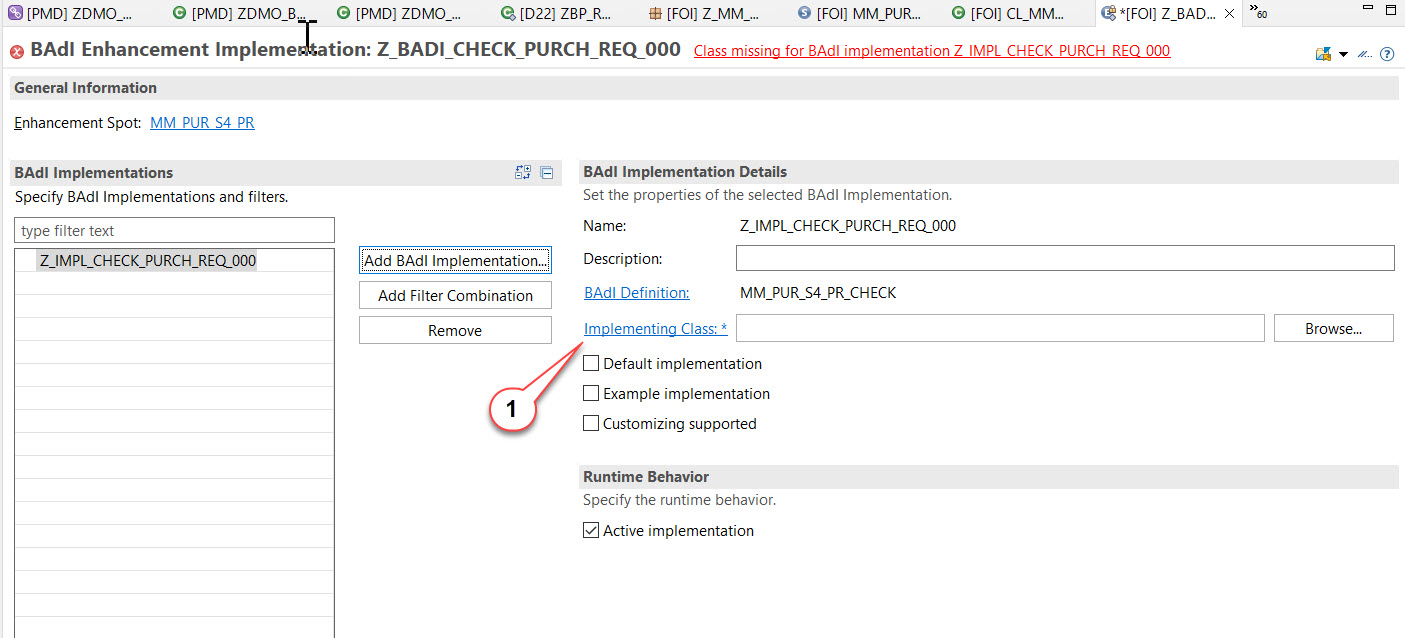 [PMD] ZDMO_... [PMD] ZDMO_B... [PMD] ZDMO_... [D22] ZBP_R... [FOI] Z_MM_... [FOI] MM_PUR... [FOI] CL_MM... *[FOI] Z_BAD... 60
BAdI Enhancement Implementation: Z_BADI_CHECK_PURCH_REQ_000 Class missing for BAdI implementation Z_IMPL_CHECK_PURCH_REQ_000
General Information
Enhancement Spot: MM_PUR_S4_PR
BAdI Implementations
Specify BAdI Implementations and filters.
type filter text
Z_IMPL_CHECK_PURCH_REQ_000
Add BAdI Implementation...
Add Filter Combination
Remove
BAdI Implementation Details
Set the properties of the selected BAdI Implementation.
Name: Z_IMPL_CHECK_PURCH_REQ_000
Description:
BAdI Definition: MM_PUR_S4_PR_CHECK
Implementing Class: * Browse...
1
Default implementation
Example implementation
Customizing supported
Runtime Behavior
Specify the runtime behavior.
Active implementation